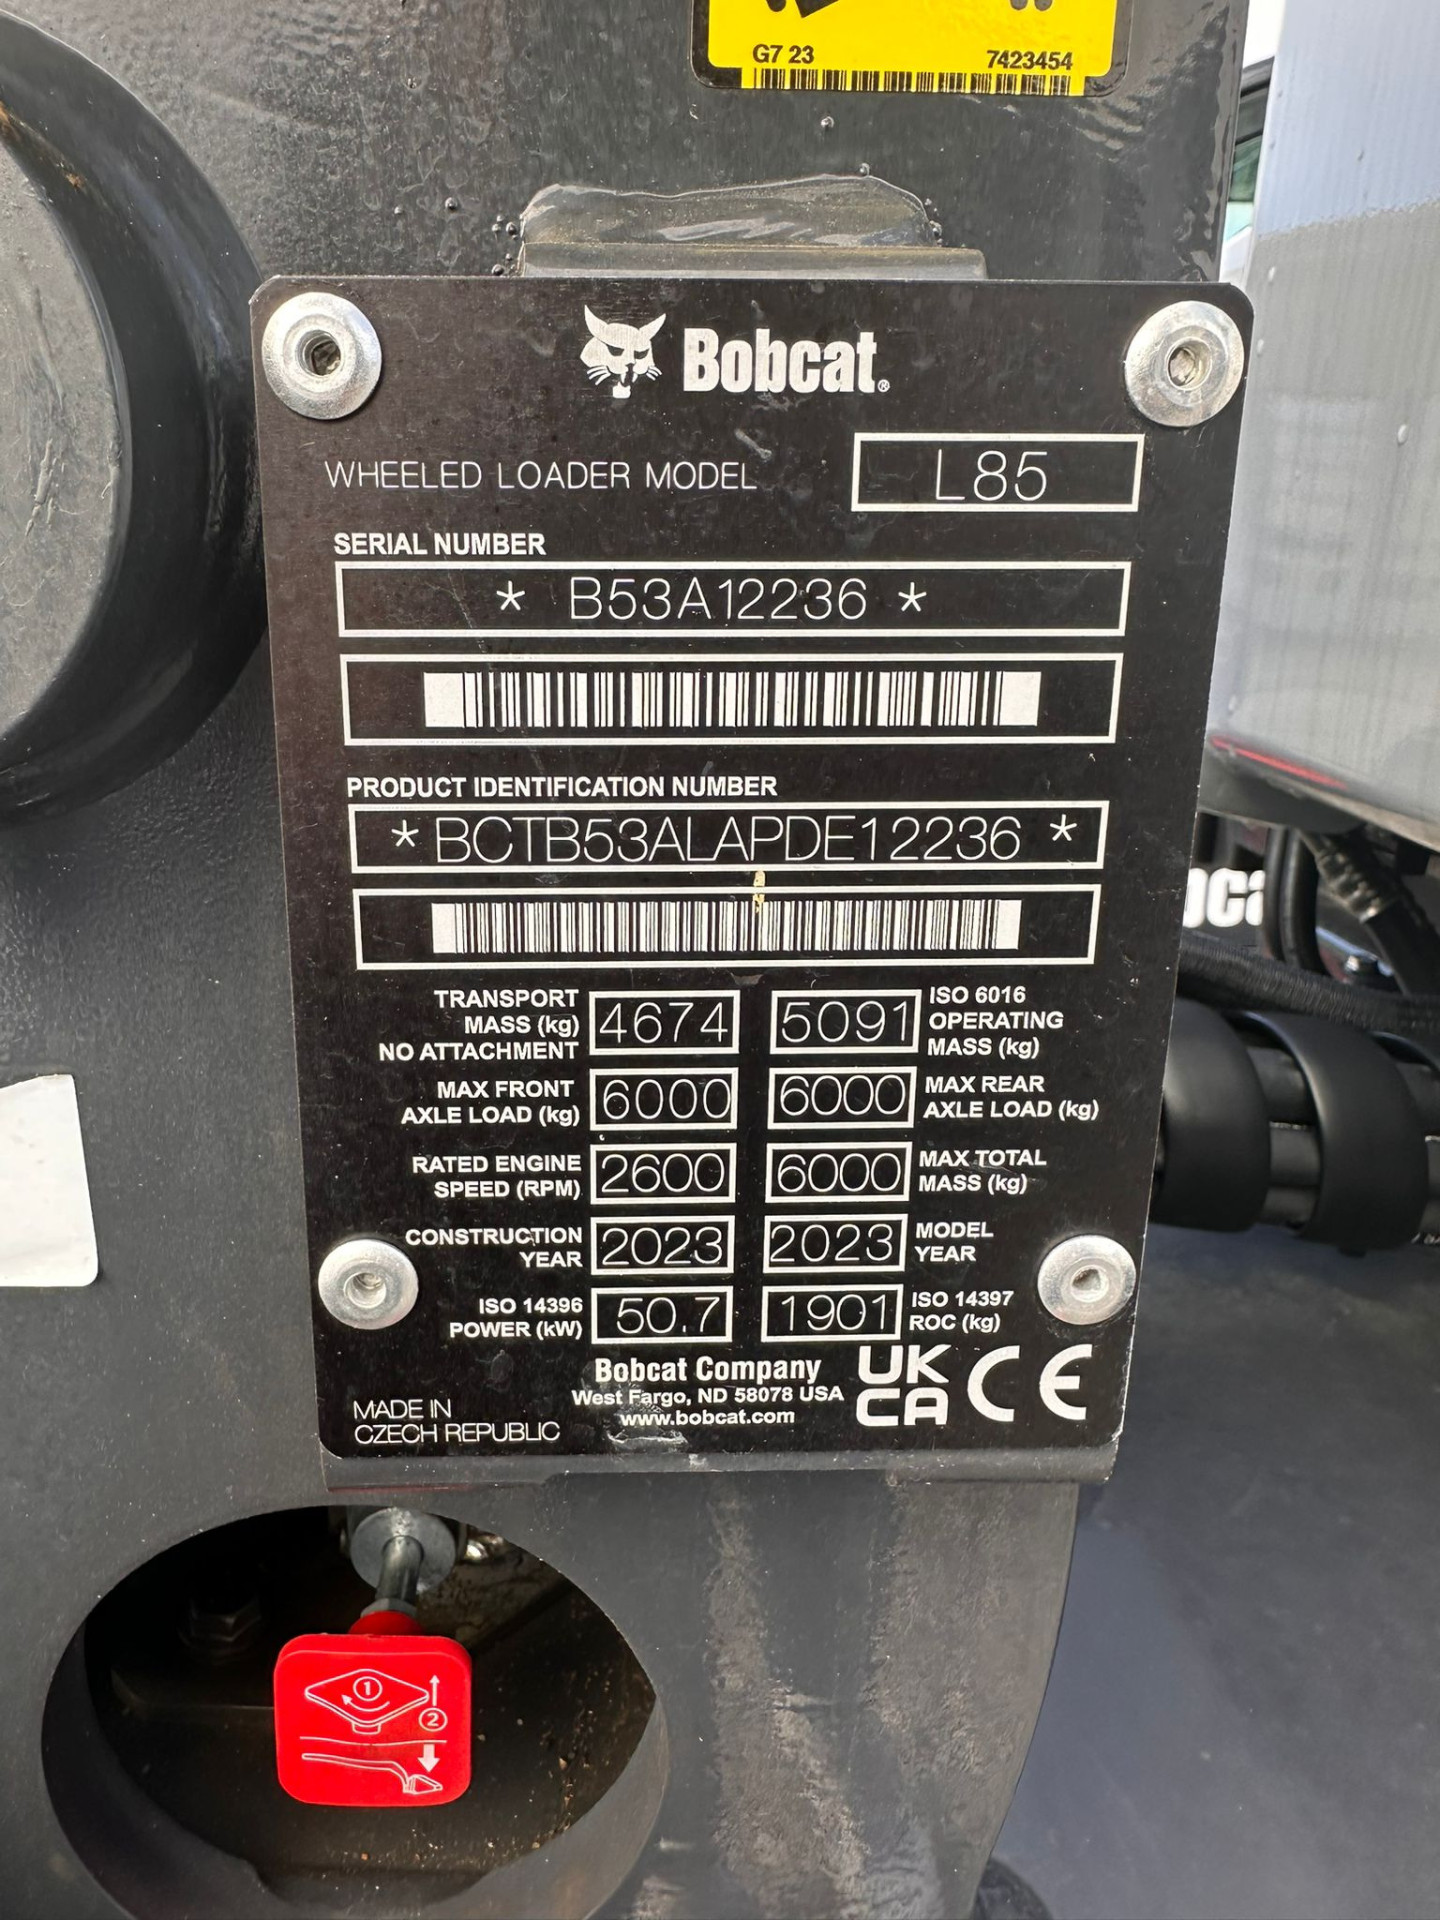 G7 23
7423454
Bobcat®
WHEELED LOADER MODEL
L85
SERIAL NUMBER
* B53A12236 *
PRODUCT IDENTIFICATION NUMBER
* BCTB53ALAPDE12236 *
TRANSPORT
MASS (kg)
NO ATTACHMENT
4674
5091
ISO 6016
OPERATING
MASS (kg)
MAX FRONT
AXLE LOAD (kg)
6000
6000
MAX REAR
AXLE LOAD (kg)
RATED ENGINE
SPEED (RPM)
2600
6000
MAX TOTAL
MASS (kg)
CONSTRUCTION
YEAR
2023
2023
MODEL
YEAR
ISO 14396
POWER (kW)
50.7
1901
ISO 14397
ROC (kg)
MADE IN
CZECH REPUBLIC
Bobcat Company
West Fargo, ND 58078 USA
www.bobcat.com
UK
CA
CE
1
2